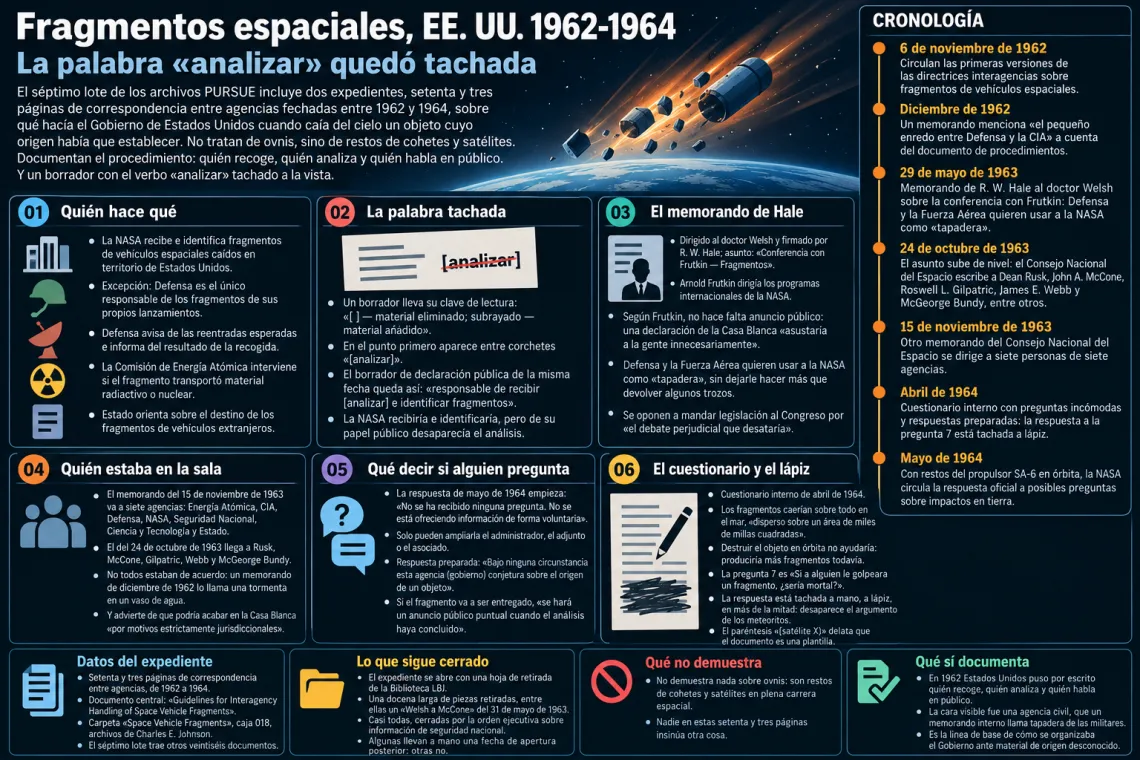 Fragmentos espaciales, EE. UU. 1962-1964
La palabra «analizar» quedó tachada
El séptimo lote de los archivos PURSUE incluye dos expedientes, setenta y tres
páginas de correspondencia entre agencias fechadas entre 1962 y 1964, sobre
qué hacía el Gobierno de Estados Unidos cuando caía del cielo un objeto cuyo
origen había que establecer. No tratan de ovnis, sino de restos de cohetes y satélites.
Documentan el procedimiento: quién recoge, quién analiza y quién habla en público.
Y un borrador con el verbo «analizar» tachado a la vista.
CRONOLOGÍA
6 de noviembre de 1962
Circulan las primeras versiones de
las directrices interagencias sobre
fragmentos de vehículos espaciales.
Diciembre de 1962
Un memorando menciona «el pequeño
enredo entre Defensa y la CIA» a cuenta
del documento de procedimientos.
29 de mayo de 1963
Memorando de R. W. Hale al doctor Welsh
sobre la conferencia con Frutkin: Defensa
y la Fuerza Aérea quieren usar a la NASA
como «tapadera».
24 de octubre de 1963
El asunto sube de nivel: el Consejo Nacional
del Espacio escribe a Dean Rusk, John A. McCone,
Roswell L. Gilpatric, James E. Webb y
McGeorge Bundy, entre otros.
15 de noviembre de 1963
Otro memorando del Consejo Nacional del
Espacio se dirige a siete personas de siete
agencias.
Abril de 1964
Cuestionario interno con preguntas incómodas
y respuestas preparadas: la respuesta a la
pregunta 7 está tachada a lápiz.
Mayo de 1964
Con restos del propulsor SA-6 en órbita, la NASA
circula la respuesta oficial a posibles preguntas
sobre impactos en tierra.
01 Quién hace qué
• La NASA recibe e identifica fragmentos
de vehículos espaciales caídos en
territorio de Estados Unidos.
• Excepción: Defensa es el único
responsable de los fragmentos de sus
propios lanzamientos.
• Defensa avisa de las reentradas esperadas
e informa del resultado de la recogida.
• La Comisión de Energía Atómica interviene
si el fragmento transportó material
radiactivo o nuclear.
• Estado orienta sobre el destino de los
fragmentos de vehículos extranjeros.
02 La palabra tachada
[analizar]
• Un borrador lleva su clave de lectura:
«[ ] — material eliminado; subrayado —
material añadido».
• En el punto primero aparece entre corchetes
«[analizar]».
• El borrador de declaración pública de la misma
fecha queda así: «responsable de recibir
[analizar] e identificar fragmentos».
• La NASA recibiría e identificaría, pero de su
papel público desaparecía el análisis.
03 El memorando de Hale
• Dirigido al doctor Welsh y firmado por
R. W. Hale; asunto: «Conferencia con
Frutkin — Fragmentos».
• Arnold Frutkin dirigía los programas
internacionales de la NASA.
• Según Frutkin, no hace falta anuncio público:
una declaración de la Casa Blanca «asustaría
a la gente innecesariamente».
• Defensa y la Fuerza Aérea quieren usar a la NASA
como «tapadera», sin dejarle hacer más que
devolver algunos trozos.
• Se oponen a mandar legislación al Congreso por
«el debate perjudicial que desataría».
04 Quién estaba en la sala
• El memorando del 15 de noviembre de 1963
va a siete agencias: Energía Atómica, CIA,
Defensa, NASA, Seguridad Nacional,
Ciencia y Tecnología y Estado.
• El del 24 de octubre de 1963 llega a Rusk,
McCone, Gilpatric, Webb y McGeorge Bundy.
• No todos estaban de acuerdo: un memorando
de diciembre de 1962 lo llama una tormenta
en un vaso de agua.
• Y advierte de que podría acabar en la Casa Blanca
«por motivos estrictamente jurisdiccionales».
05 Qué decir si alguien pregunta
?
• La respuesta de mayo de 1964 empieza:
«No se ha recibido ninguna pregunta. No se
está ofreciendo información de forma voluntaria».
• Solo pueden ampliarla el administrador, el adjunto
o el asociado.
• Respuesta preparada: «Bajo ninguna circunstancia
esta agencia (gobierno) conjetura sobre el origen
de un objeto».
• Si el fragmento va a ser entregado, «se hará
un anuncio público puntual cuando el análisis
haya concluido».
06 El cuestionario y el lápiz
• Cuestionario interno de abril de 1964.
• Los fragmentos caerían sobre todo en
el mar, «disperso sobre un área de miles
de millas cuadradas».
• Destruir el objeto en órbita no ayudaría:
produciría más fragmentos todavía.
• La pregunta 7 es «Si a alguien le golpeara
un fragmento, ¿sería mortal?».
• La respuesta está tachada a mano, a lápiz,
en más de la mitad: desaparece el argumento
de los meteoritos.
• El paréntesis «[satélite X)» delata que
el documento es una plantilla.
Datos del expediente
• Setenta y tres páginas de correspondencia
entre agencias, de 1962 a 1964.
• Documento central: «Guidelines for Interagency
Handling of Space Vehicle Fragments».
• Carpeta «Space Vehicle Fragments», caja 018,
archivos de Charles E. Johnson.
• El séptimo lote trae otros veintiséis documentos.
Lo que sigue cerrado
• El expediente se abre con una hoja de retirada
de la Biblioteca LBJ.
• Una docena larga de piezas retiradas, entre
ellas un «Welsh a McCone» del 31 de mayo de 1963.
• Casi todas, cerradas por la orden ejecutiva sobre
información de seguridad nacional.
• Algunas llevan a mano una fecha de apertura
posterior: otras no.
Qué no demuestra
• No demuestra nada sobre ovnis: son restos
de cohetes y satélites en plena carrera
espacial.
• Nadie en estas setenta y tres páginas
insinúa otra cosa.
Qué sí documenta
• En 1962 Estados Unidos puso por escrito
quién recoge, quién analiza y quién habla
en público.
• La cara visible fue una agencia civil, que
un memorando interno llama tapadera de las militares.
• Es la línea de base de cómo se organizaba
el Gobierno ante material de origen desconocido.